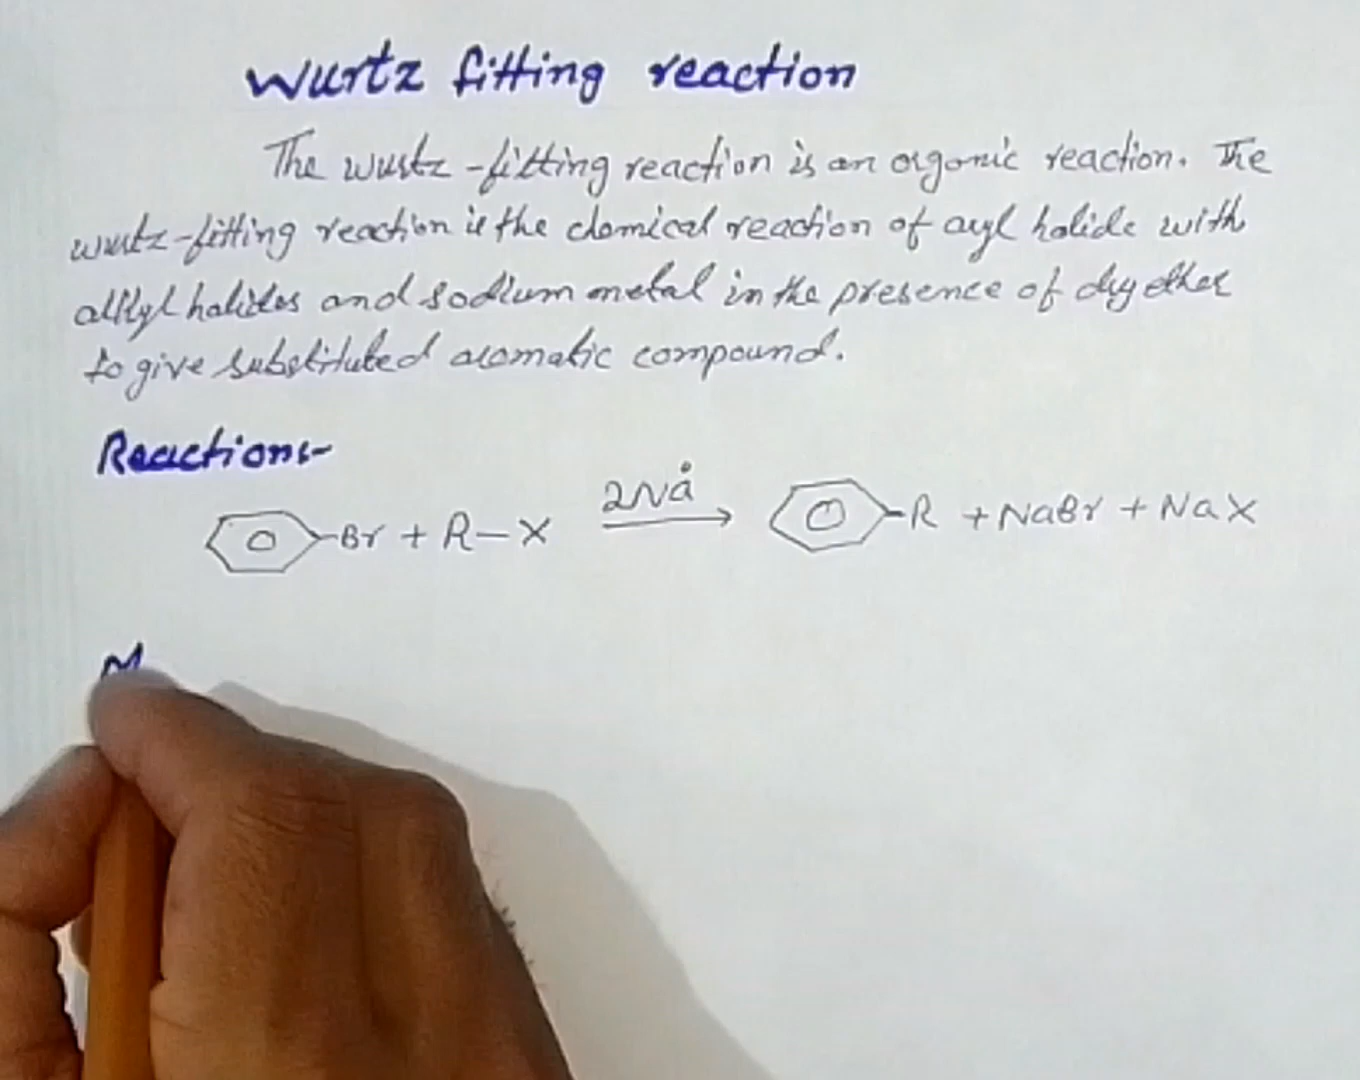 Wurtz fitting reaction
The wurtz-fitting reaction is an organic reaction. The
wurtz-fitting reaction is the chemical reaction of aryl halide with
alkyl halides and sodium metal in the presence of dry ether
to give substituted aromatic compound.
Reaction:-
Br + R-X 2Na R + NaBr + NaX
M